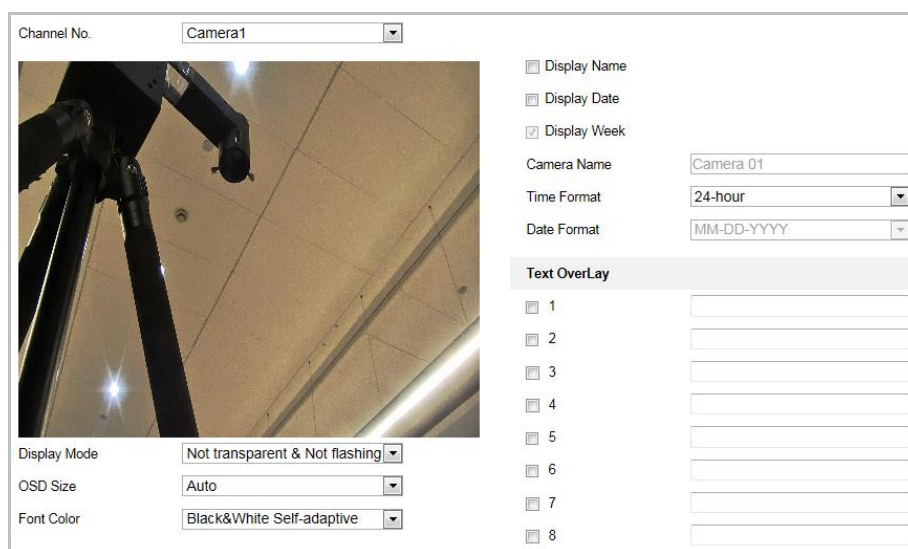 Channel No. Camera1
Display Name
Display Date
Display Week
Camera Name Camera 01
Time Format 24-hour
Date Format MM-DD-YYYY
Text OverLay
1
2
3
4
5
6
7
8
Display Mode Not transparent & Not flashing
OSD Size Auto
Font Color Black&White Self-adaptive